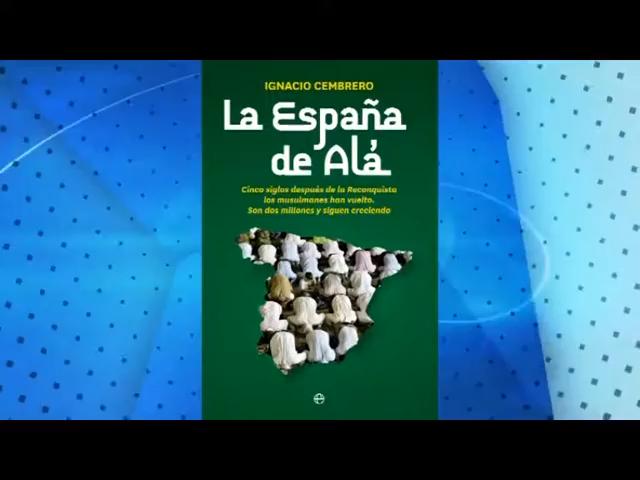 IGNACIO CEMBRERO
La España
de Alá
Cinco siglos después de la Reconquista
los musulmanes han vuelto.
Son dos millones y siguen creciendo